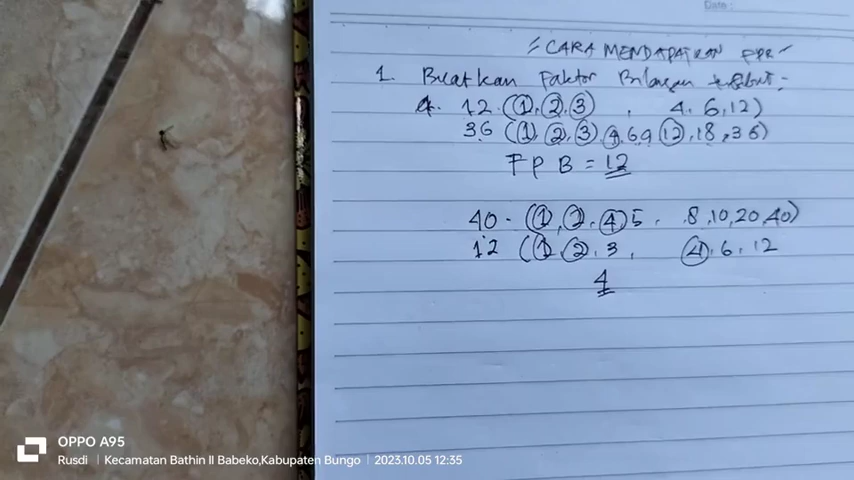 Date :
= CARA MENDAPATKAN FPB =
1. Buatkan Faktor Bilangan tersebut :
a. 12. (1, 2, 3, 4, 6, 12)
36 (1, 2, 3, 4, 6, 9, 12, 18, 36)
FPB = 12
40 - (1, 2, 4, 5, 8, 10, 20, 40)
12 (1, 2, 3, 4, 6, 12
4
OPPO A95
Rusdi | Kecamatan Bathin II Babeko,Kabupaten Bungo | 2023.10.05 12:35